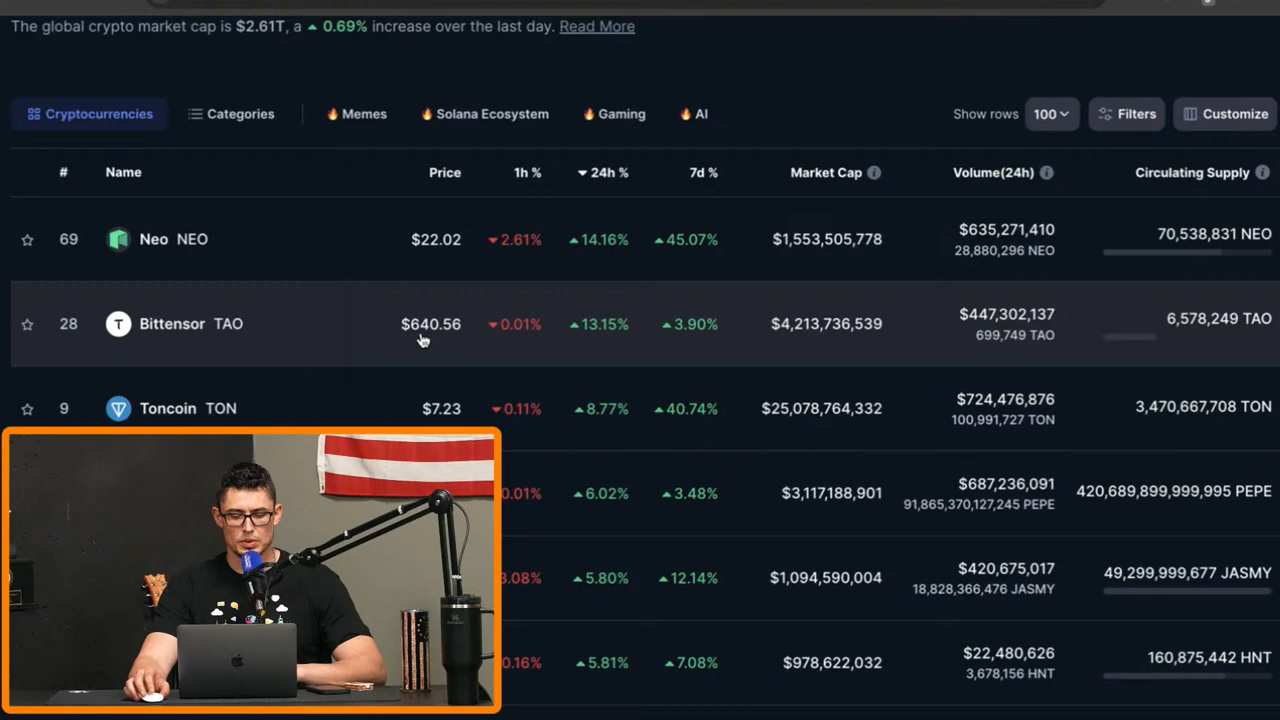 The global crypto market cap is $2.61T, a ▲ 0.69% increase over the last day. Read More
Cryptocurrencies Categories 🔥 Memes 🔥 Solana Ecosystem 🔥 Gaming 🔥 AI Show rows 100 Filters Customize
# Name Price 1h % ▼ 24h % 7d % Market Cap Volume(24h) Circulating Supply
69 Neo NEO $22.02 ▼ 2.61% ▲ 14.16% ▲ 45.07% $1,553,505,778 $635,271,410 70,538,831 NEO
28,880,296 NEO
28 Bittensor TAO $640.56 ▼ 0.01% ▲ 13.15% ▲ 3.90% $4,213,736,539 $447,302,137 6,578,249 TAO
699,749 TAO
9 Toncoin TON $7.23 ▼ 0.11% ▲ 8.77% ▲ 40.74% $25,078,764,332 $724,476,876 3,470,667,708 TON
100,991,727 TON
0.01% ▲ 6.02% ▲ 3.48% $3,117,188,901 $687,236,091 420,689,899,999,995 PEPE
91,865,370,127,245 PEPE
3.08% ▲ 5.80% ▲ 12.14% $1,094,590,004 $420,675,017 49,299,999,677 JASMY
18,828,366,476 JASMY
0.16% ▲ 5.81% ▲ 7.08% $978,622,032 $22,480,626 160,875,442 HNT
3,678,156 HNT